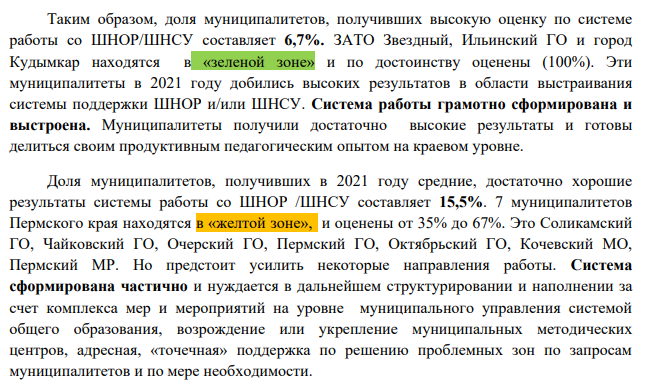 Таким образом, доля муниципалитетов, получивших высокую оценку по системе
работы со ШНОР/ШНСУ составляет 6,7%. ЗАТО Звездный, Ильинский ГО и город
Кудымкар находятся в «зеленой зоне» и по достоинству оценены (100%). Эти
муниципалитеты в 2021 году добились высоких результатов в области выстраивания
системы поддержки ШНОР и/или ШНСУ. Система работы грамотно сформирована и
выстроена. Муниципалитеты получили достаточно высокие результаты и готовы
делиться своим продуктивным педагогическим опытом на краевом уровне.
Доля муниципалитетов, получивших в 2021 году средние, достаточно хорошие
результаты системы работы со ШНОР /ШНСУ составляет 15,5%. 7 муниципалитетов
Пермского края находятся в «желтой зоне», и оценены от 35% до 67%. Это Соликамский
ГО, Чайковский ГО, Очерский ГО, Пермский ГО, Октябрьский ГО, Кочевский МО,
Пермский МР. Но предстоит усилить некоторые направления работы. Система
сформирована частично и нуждается в дальнейшем структурировании и наполнении за
счет комплекса мер и мероприятий на уровне муниципального управления системой
общего образования, возрождение или укрепление муниципальных методических
центров, адресная, «точечная» поддержка по решению проблемных зон по запросам
муниципалитетов и по мере необходимости.